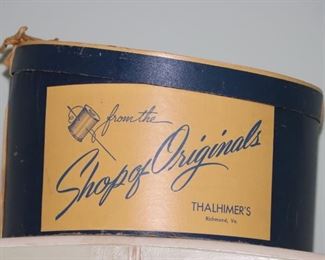 from the
Shop of Originals
THALHIMER'S
Richmond, Va.